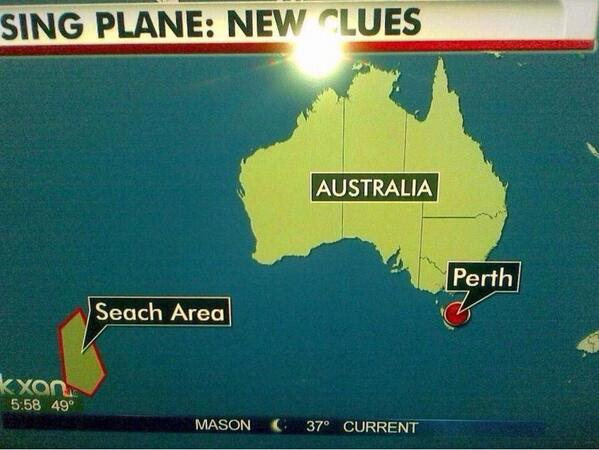 SING PLANE: NEW CLUES
AUSTRALIA
Perth
Seach Area
kxan
5:58 49°
MASON 37° CURRENT